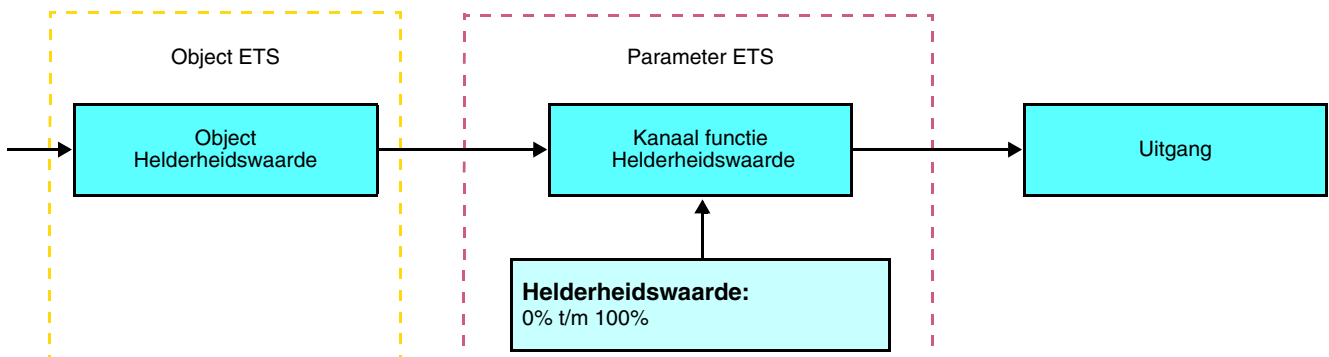 Object ETS
Parameter ETS
Object
Helderheidswaarde
Kanaal functie
Helderheidswaarde
Uitgang
Helderheidswaarde:
0% t/m 100%